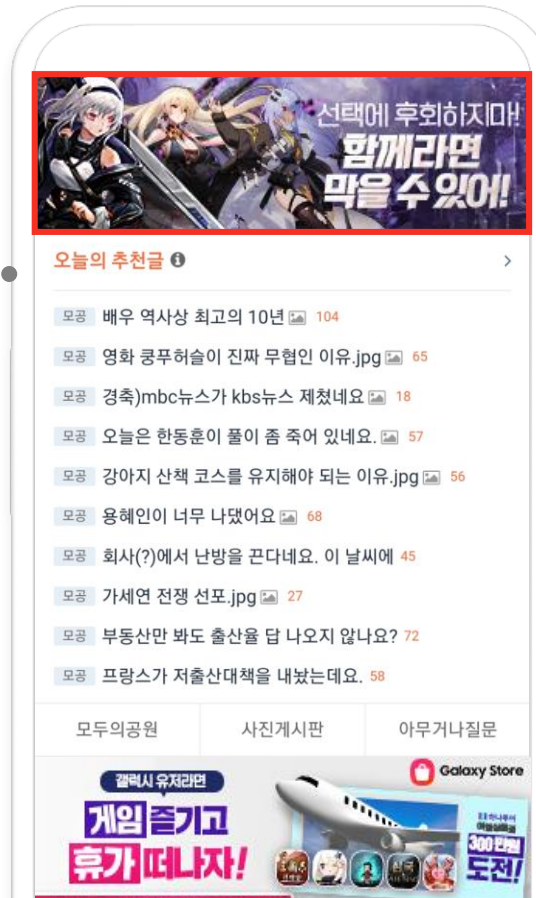 선택에 후회하지마!
함께라면
막을 수 있어!
오늘의 추천글
모공 배우 역사상 최고의 10년 104
모공 영화 쿵푸허슬이 진짜 무협인 이유.jpg 65
모공 경축)mbc뉴스가 kbs뉴스 제쳤네요 18
모공 오늘은 한동훈이 풀이 좀 죽어 있네요. 57
모공 강아지 산책 코스를 유지해야 되는 이유.jpg 56
모공 용혜인이 너무 나댔어요 68
모공 회사(?)에서 난방을 끈다네요. 이 날씨에 45
모공 가세연 전쟁 선포.jpg 27
모공 부동산만 봐도 출산율 답 나오지 않나요? 72
모공 프랑스가 저출산대책을 내놨는데요. 58
모두의공원 사진게시판 아무거나질문
Galaxy Store
갤럭시 유저라면
게임 즐기고
휴가 떠나자!
하나투어
여행상품권
300만원
도전!